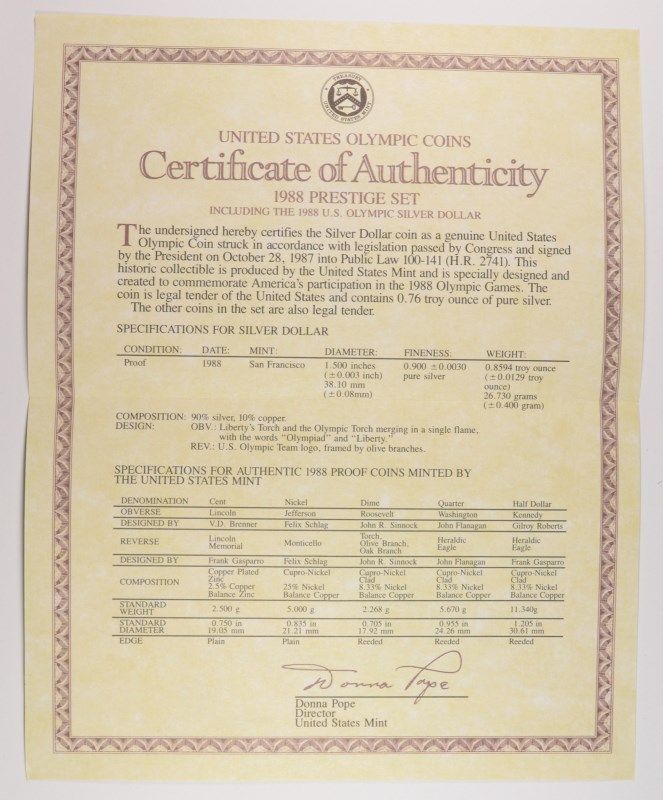 TREASURY
UNITED STATES MINT
UNITED STATES OLYMPIC COINS
Certificate of Authenticity
1988 PRESTIGE SET
INCLUDING THE 1988 U.S. OLYMPIC SILVER DOLLAR
The undersigned hereby certifies the Silver Dollar coin as a genuine United States
Olympic Coin struck in accordance with legislation passed by Congress and signed
by the President on October 28, 1987 into Public Law 100-141 (H.R. 2741). This
historic collectible is produced by the United States Mint and is specially designed and
created to commemorate America's participation in the 1988 Olympic Games. The
coin is legal tender of the United States and contains 0.76 troy ounce of pure silver.
The other coins in the set are also legal tender.
SPECIFICATIONS FOR SILVER DOLLAR
CONDITION: DATE: MINT: DIAMETER: FINENESS: WEIGHT:
Proof 1988 San Francisco 1.500 inches 0.900 ±0.0030 0.8594 troy ounce
(±0.003 inch) pure silver (±0.0129 troy
38.10 mm ounce)
(±0.08mm) 26.730 grams
(±0.400 gram)
COMPOSITION: 90% silver, 10% copper.
DESIGN: OBV.: Liberty's Torch and the Olympic Torch merging in a single flame,
with the words "Olympiad" and "Liberty."
REV.: U.S. Olympic Team logo, framed by olive branches.
SPECIFICATIONS FOR AUTHENTIC 1988 PROOF COINS MINTED BY
THE UNITED STATES MINT
DENOMINATION Cent Nickel Dime Quarter Half Dollar
OBVERSE Lincoln Jefferson Roosevelt Washington Kennedy
DESIGNED BY V.D. Brenner Felix Schlag John R. Sinnock John Flanagan Gilroy Roberts
REVERSE Lincoln Memorial Monticello Torch, Olive Branch, Oak Branch Heraldic Eagle Heraldic Eagle
DESIGNED BY Frank Gasparro Felix Schlag John R. Sinnock John Flanagan Frank Gasparro
COMPOSITION Copper Plated Zinc 2.5% Copper Balance Zinc Cupro-Nickel 25% Nickel Balance Copper Cupro-Nickel Clad 8.33% Nickel Balance Copper Cupro-Nickel Clad 8.33% Nickel Balance Copper Cupro-Nickel Clad 8.33% Nickel Balance Copper
STANDARD WEIGHT 2.500 g 5.000 g 2.268 g 5.670 g 11.340g
STANDARD DIAMETER 0.750 in 19.05 mm 0.835 in 21.21 mm 0.705 in 17.92 mm 0.955 in 24.26 mm 1.205 in 30.61 mm
EDGE Plain Plain Reeded Reeded Reeded
Donna Pope
Donna Pope
Director
United States Mint